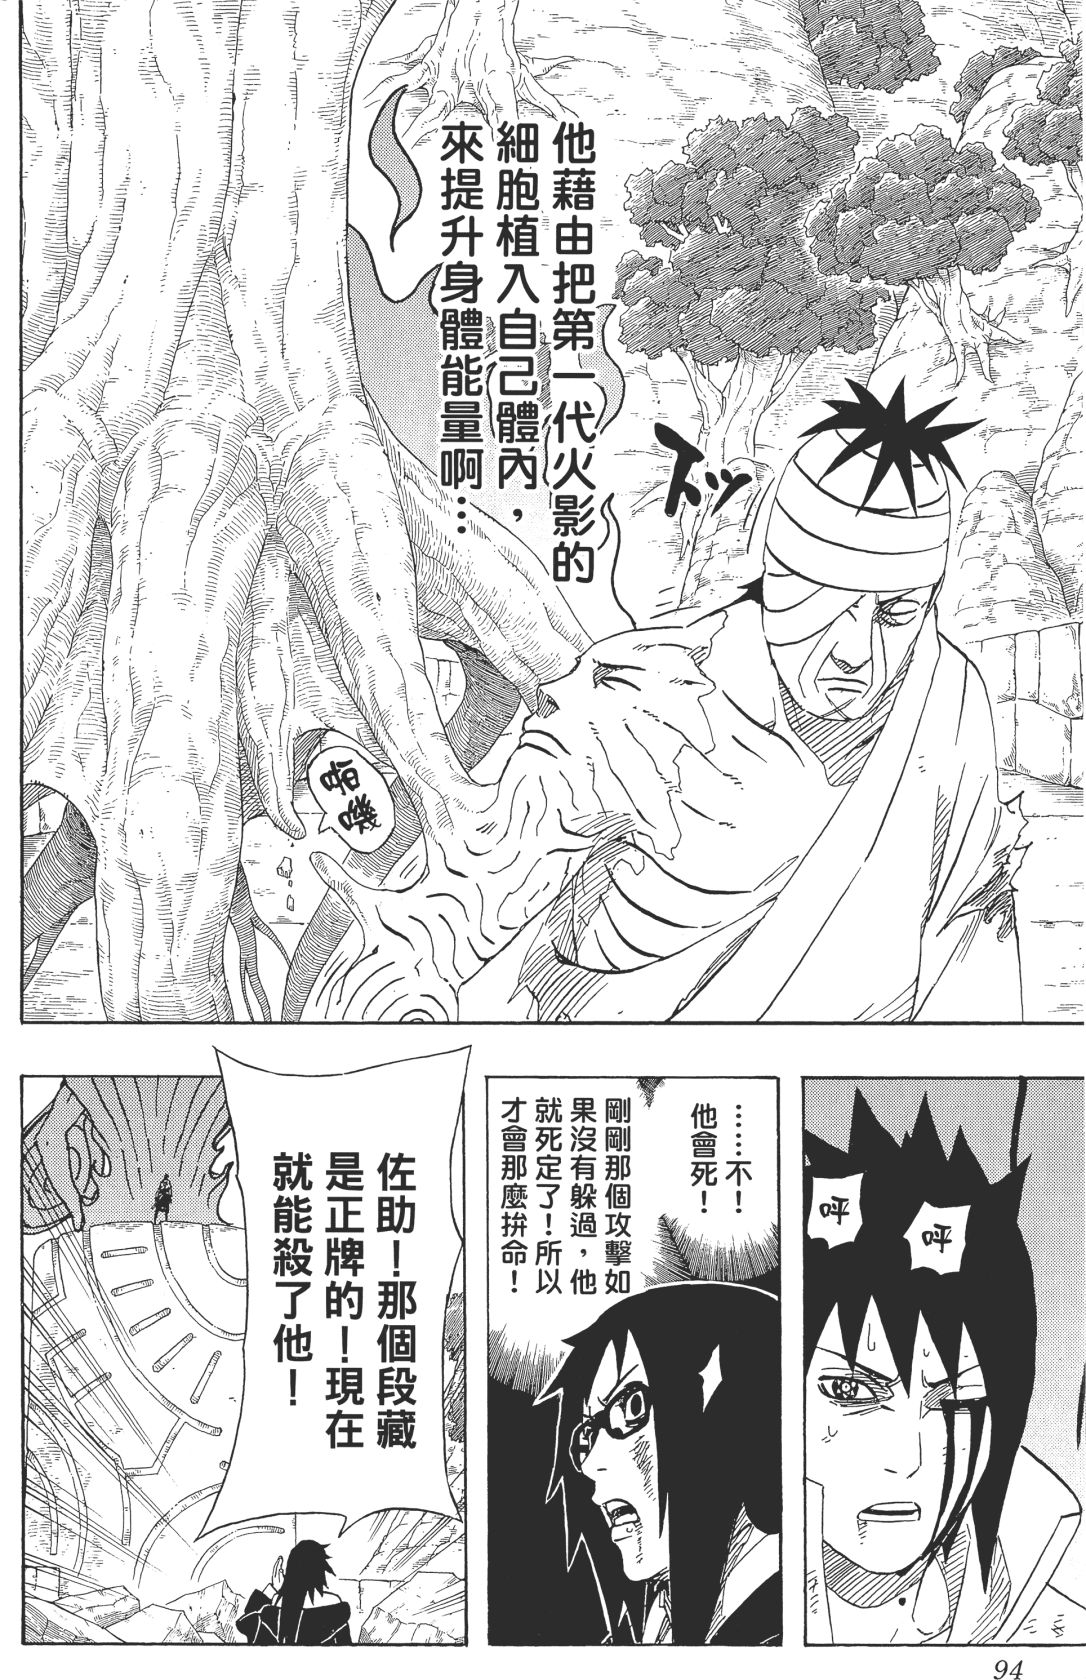 他藉由把第一代火影的
細胞植入自己體內，
來提升身體能量啊…
ドッ
啪
嘰
呼
呼
……不！
他會死！
剛剛那個攻擊如
果沒有躲過，他
就死定了！所以
才會那麼拚命！
佐助！那個段藏
是正牌的！現在
就能殺了他！
94